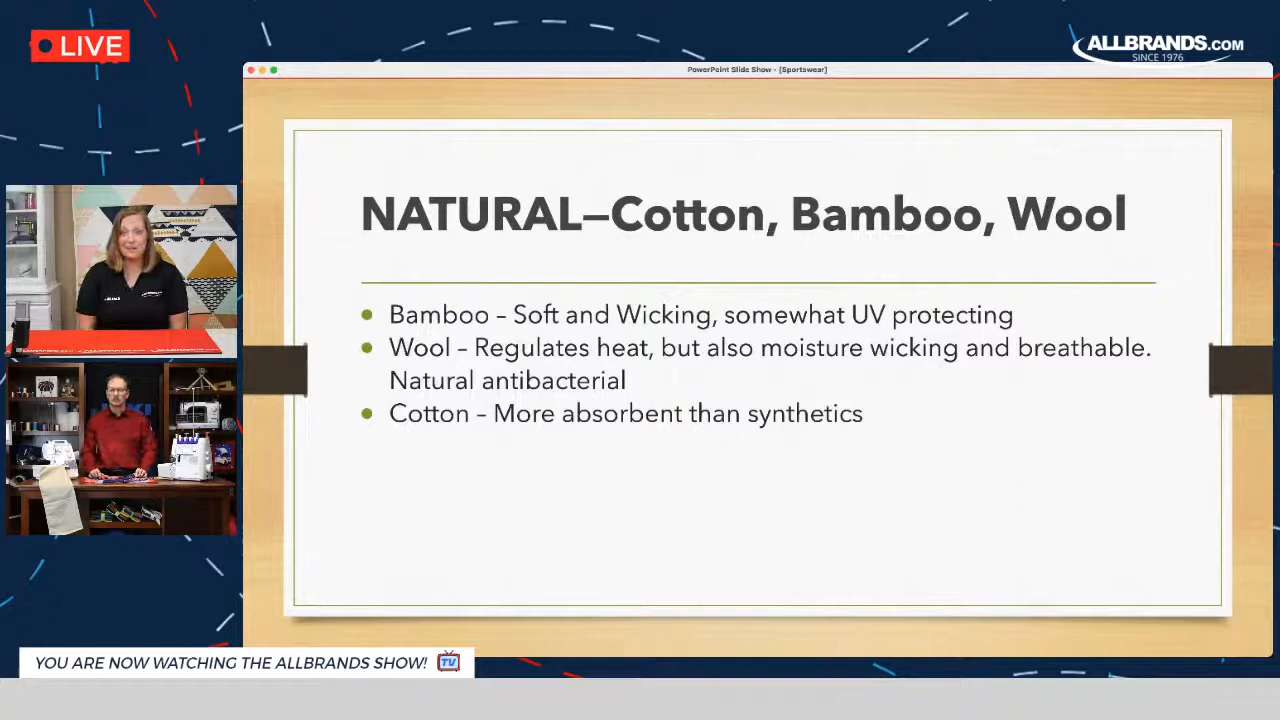 LIVE
ALLBRANDS.COM
SINCE 1976
PowerPoint Slide Show - [Sportswear]
NATURAL—Cotton, Bamboo, Wool
Bamboo – Soft and Wicking, somewhat UV protecting
Wool – Regulates heat, but also moisture wicking and breathable.
Natural antibacterial
Cotton – More absorbent than synthetics
YOU ARE NOW WATCHING THE ALLBRANDS SHOW!
TV